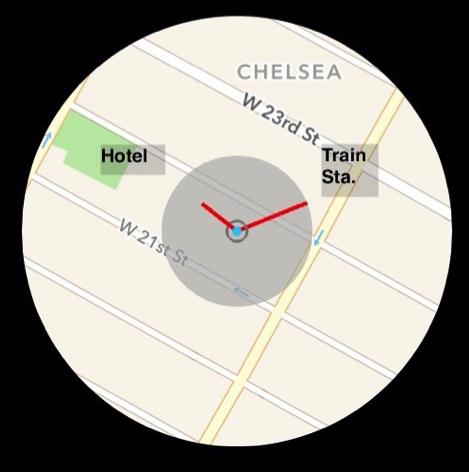 CHELSEA
W 23rd St
Hotel
Train
Sta.
W 21st St